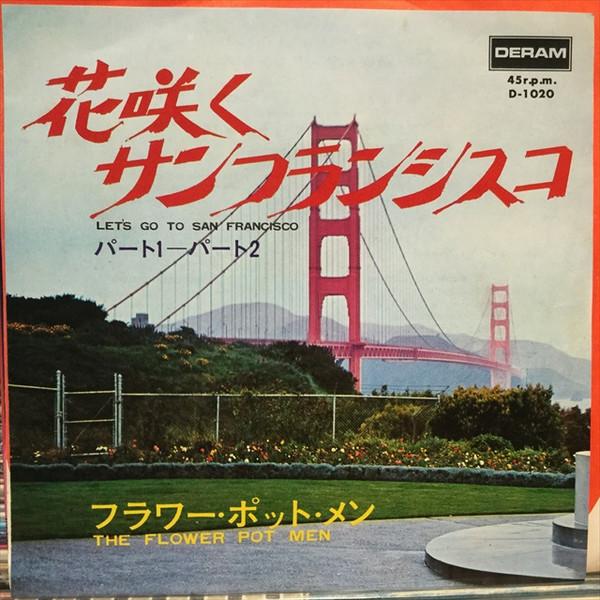 DERAM
45r.p.m.
D-1020
花咲く
サンフランシスコ
LET'S GO TO SAN FRANCISCO
パート1―パート2
フラワー・ポット・メン
THE FLOWER POT MEN